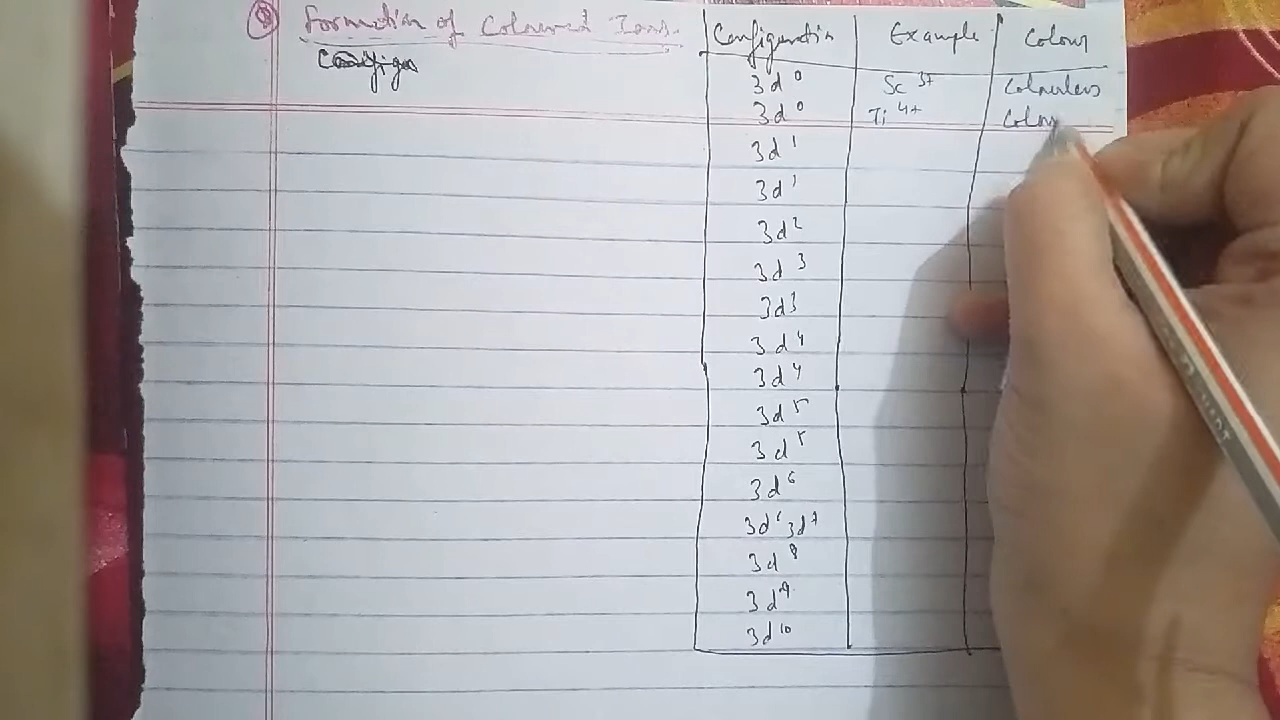 Formation of Coloured Ions.
Configuration Example Colour
3d⁰ Sc³⁺ Colourless
3d⁰ Ti⁴⁺ Colou
3d¹
3d¹
3d²
3d³
3d³
3d⁴
3d⁴
3d⁵
3d⁵
3d⁶
3d⁶ 3d⁷
3d⁸
3d⁹
3d¹⁰